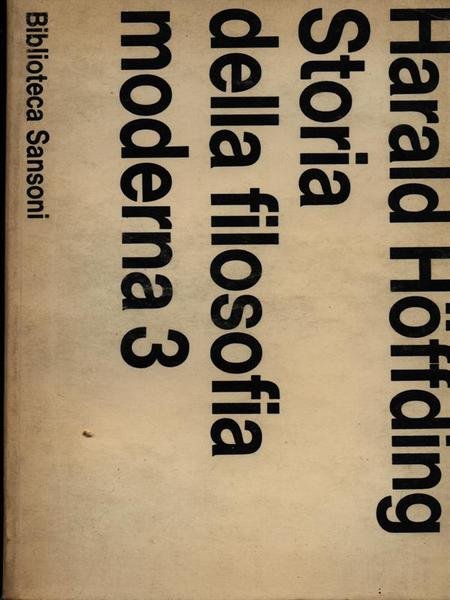 Harald Höffding
Storia
della filosofia
moderna 3
Biblioteca Sansoni